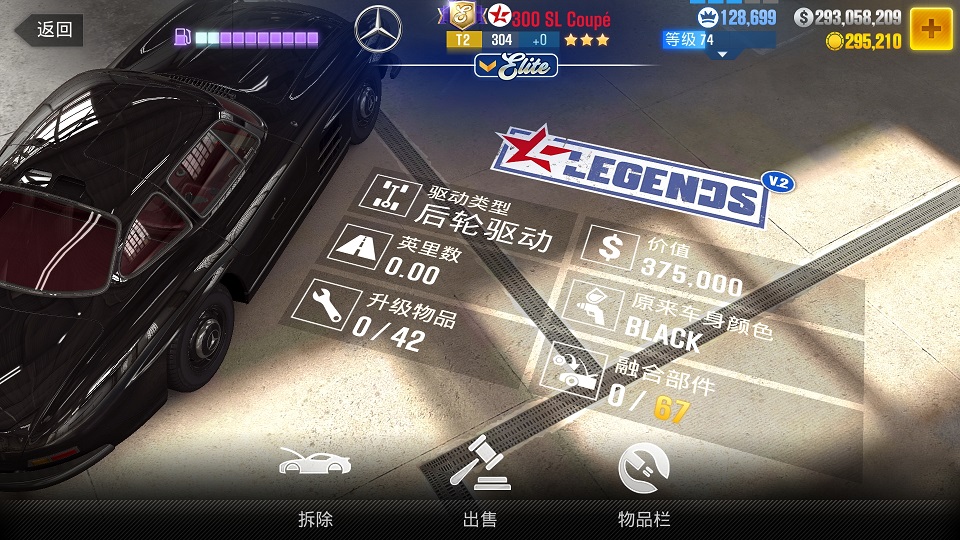 返回
S
300 SL Coupé
T2 304 +0
Elite
128,699
等级 74
293,058,209
295,210
LEGENDS
V.2
驱动类型
后轮驱动
英里数
0.00
升级物品
0/42
价值
375,000
原来车身颜色
BLACK
融合部件
0/67
拆除
出售
物品栏